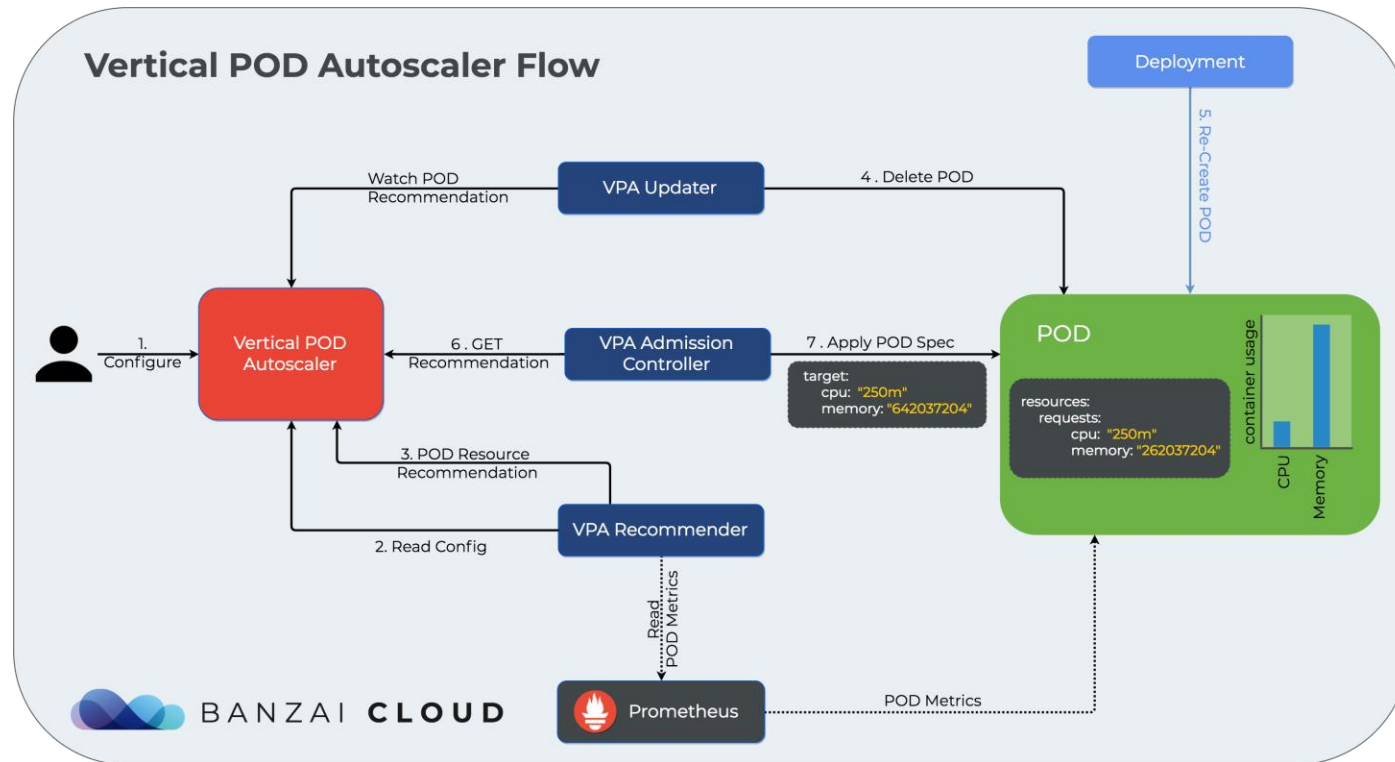 Vertical POD Autoscaler Flow
Deployment
5. Re-Create POD
Watch POD
Recommendation
VPA Updater
4 . Delete POD
1.
Configure
Vertical POD
Autoscaler
6 . GET
Recommendation
VPA Admission
Controller
7 . Apply POD Spec
target:
cpu: "250m"
memory: "642037204"
POD
resources:
requests:
cpu: "250m"
memory: "262037204"
container usage
CPU
Memory
3. POD Resource
Recommendation
2. Read Config
VPA Recommender
Read
POD Metrics
Prometheus
POD Metrics
BANZAI CLOUD